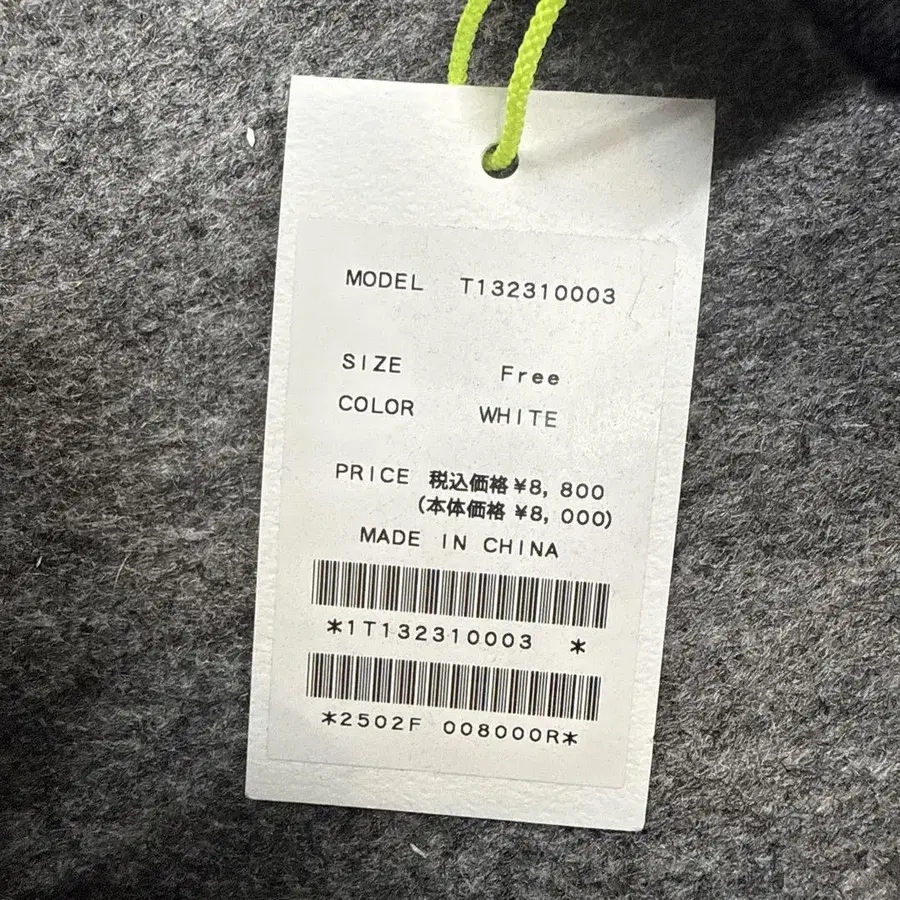 MODEL T132310003
SIZE Free
COLOR WHITE
PRICE 税込価格 ¥8, 800
(本体価格 ¥8, 000)
MADE IN CHINA
*1T132310003 *
*2502F 008000R*